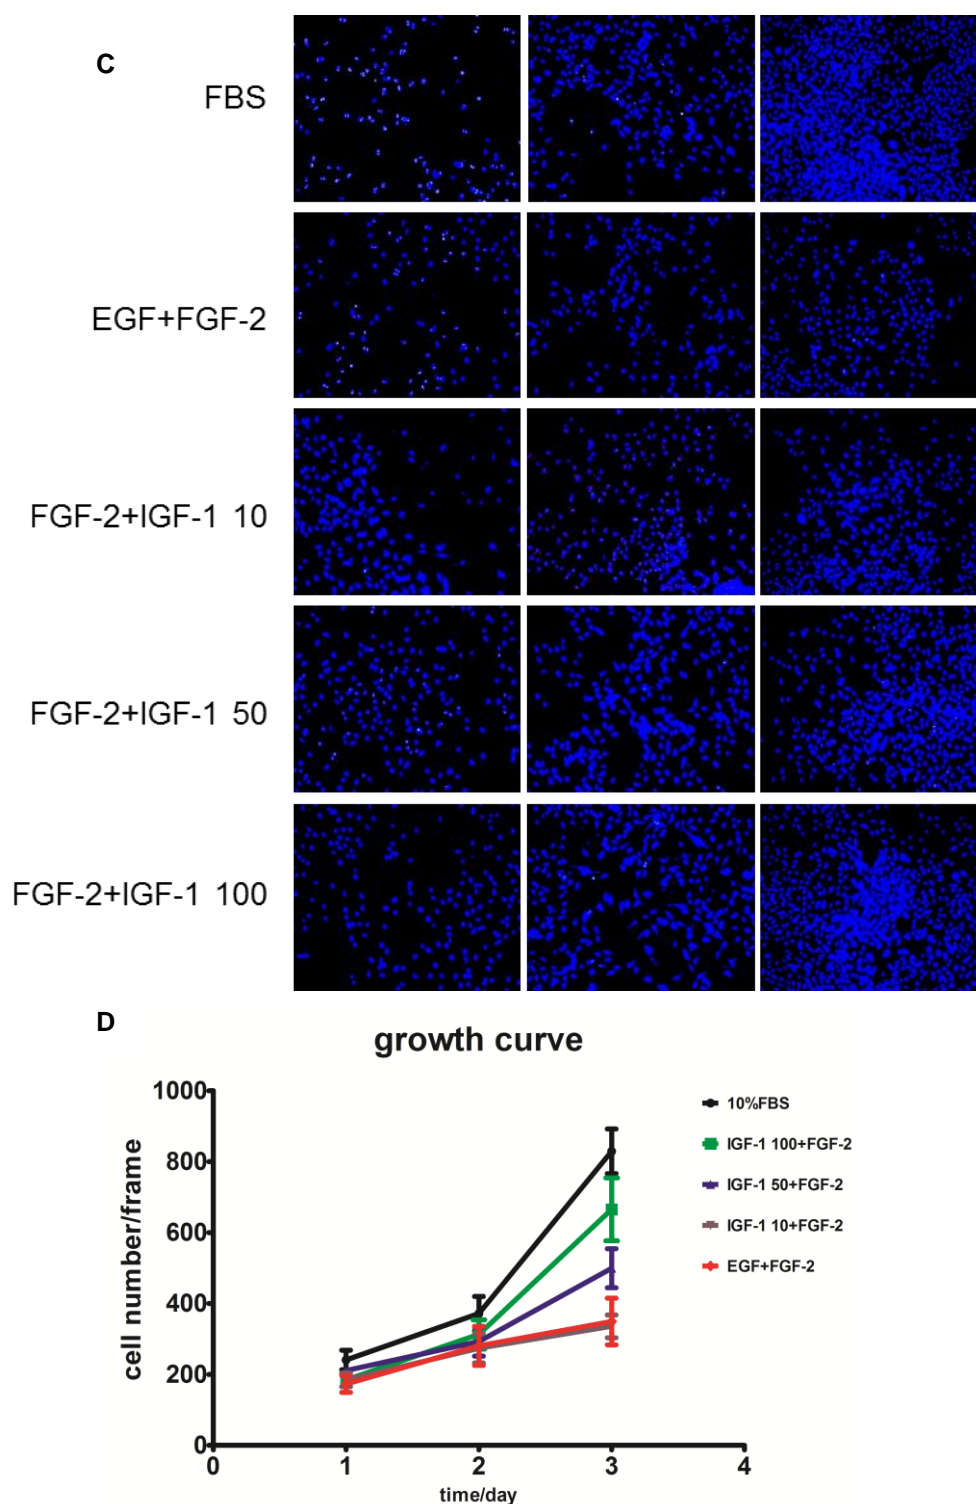 C
FBS
EGF+FGF-2
FGF-2+IGF-1 10
FGF-2+IGF-1 50
FGF-2+IGF-1 100
D
growth curve
cell number/frame
1000
800
600
400
200
0
0
1
2
3
4
time/day
10%FBS
IGF-1 100+FGF-2
IGF-1 50+FGF-2
IGF-1 10+FGF-2
EGF+FGF-2